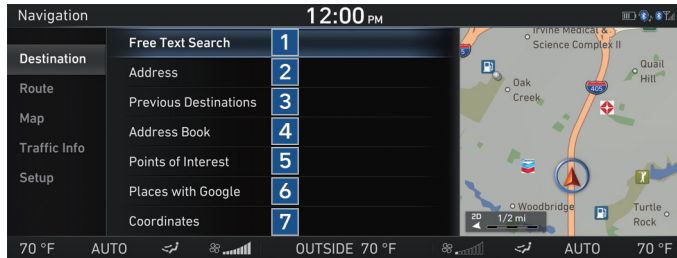 Navigation
12:00 PM
Destination
Route
Map
Traffic Info
Setup
Free Text Search 1
Address 2
Previous Destinations 3
Address Book 4
Points of Interest 5
Places with Google 6
Coordinates 7
Irvine Medical &
Science Complex II
5
Quail
Hill
Oak
Creek
405
Woodbridge
Turtle
Rock
2D 1/2 mi
70 °F AUTO OUTSIDE 70 °F AUTO 70 °F